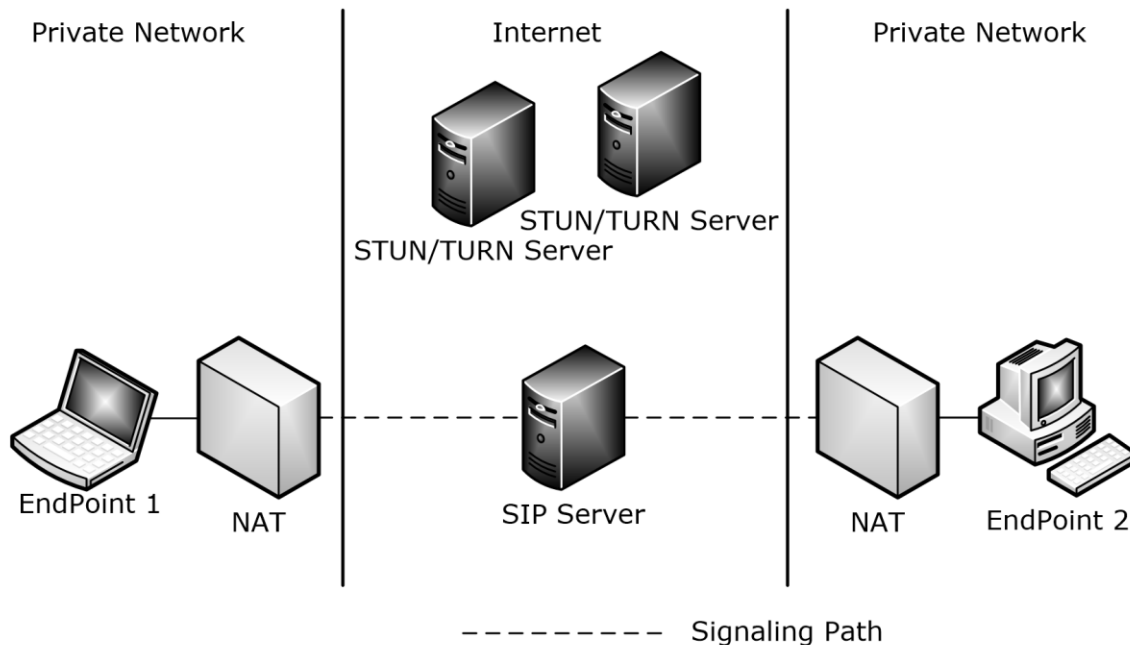 Private Network
Internet
Private Network
STUN/TURN Server
STUN/TURN Server
EndPoint 1
NAT
SIP Server
NAT
EndPoint 2
Signaling Path